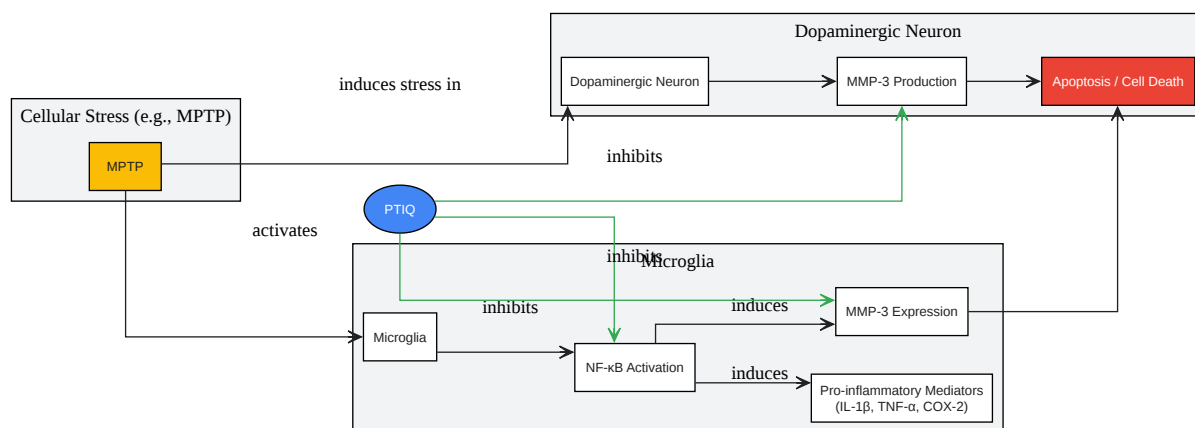 Dopaminergic Neuron
Dopaminergic Neuron
MMP-3 Production
Apoptosis / Cell Death
induces stress in
Cellular Stress (e.g., MPTP)
MPTP
inhibits
PTIQ
activates
inhibits
Microglia
inhibits
induces
MMP-3 Expression
Microglia
NF-κB Activation
induces
Pro-inflammatory Mediators
(IL-1β, TNF-α, COX-2)